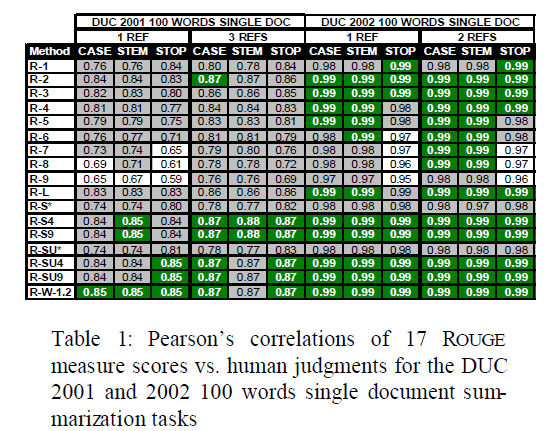 DUC 2001 100 WORDS SINGLE DOC DUC 2002 100 WORDS SINGLE DOC
1 REF 3 REFS 1 REF 2 REFS
Method CASE STEM STOP CASE STEM STOP CASE STEM STOP CASE STEM STOP
R-1 0.76 0.76 0.84 0.80 0.78 0.84 0.98 0.98 0.99 0.98 0.98 0.99
R-2 0.84 0.84 0.83 0.87 0.87 0.86 0.99 0.99 0.99 0.99 0.99 0.99
R-3 0.82 0.83 0.80 0.86 0.86 0.85 0.99 0.99 0.99 0.99 0.99 0.99
R-4 0.81 0.81 0.77 0.84 0.84 0.83 0.99 0.99 0.98 0.99 0.99 0.99
R-5 0.79 0.79 0.75 0.83 0.83 0.81 0.99 0.99 0.98 0.99 0.99 0.98
R-6 0.76 0.77 0.71 0.81 0.81 0.79 0.98 0.99 0.97 0.99 0.99 0.98
R-7 0.73 0.74 0.65 0.79 0.80 0.76 0.98 0.98 0.97 0.99 0.99 0.97
R-8 0.69 0.71 0.61 0.78 0.78 0.72 0.98 0.98 0.96 0.99 0.99 0.97
R-9 0.65 0.67 0.59 0.76 0.76 0.69 0.97 0.97 0.95 0.98 0.98 0.96
R-L 0.83 0.83 0.83 0.86 0.86 0.86 0.99 0.99 0.99 0.99 0.99 0.99
R-S* 0.74 0.74 0.80 0.78 0.77 0.82 0.98 0.98 0.98 0.98 0.97 0.98
R-S4 0.84 0.85 0.84 0.87 0.88 0.87 0.99 0.99 0.99 0.99 0.99 0.99
R-S9 0.84 0.85 0.84 0.87 0.88 0.87 0.99 0.99 0.99 0.99 0.99 0.99
R-SU* 0.74 0.74 0.81 0.78 0.77 0.83 0.98 0.98 0.98 0.98 0.98 0.98
R-SU4 0.84 0.84 0.85 0.87 0.87 0.87 0.99 0.99 0.99 0.99 0.99 0.99
R-SU9 0.84 0.84 0.85 0.87 0.87 0.87 0.99 0.99 0.99 0.99 0.99 0.99
R-W-1.2 0.85 0.85 0.85 0.87 0.87 0.87 0.99 0.99 0.99 0.99 0.99 0.99
Table 1: Pearson's correlations of 17 ROUGE
measure scores vs. human judgments for the DUC
2001 and 2002 100 words single document sum-
marization tasks